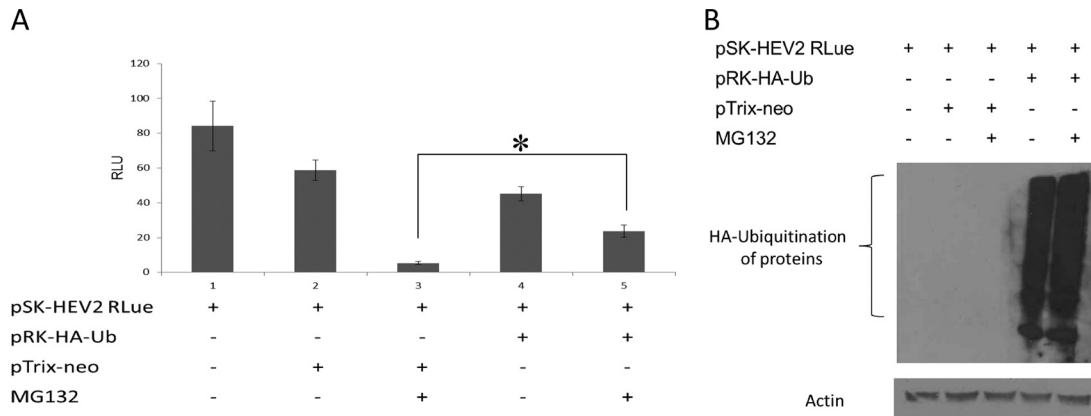 A
120
100
80
60
40
20
0
RLU
*
1 2 3 4 5
pSK-HEV2 RLue + + + + +
pRK-HA-Ub - - - + +
pTrix-neo - + + - -
MG132 - - + - +
B
pSK-HEV2 RLue + + + + +
pRK-HA-Ub - - - + +
pTrix-neo - + + - -
MG132 - - + - +
HA-Ubiquitination
of proteins
Actin